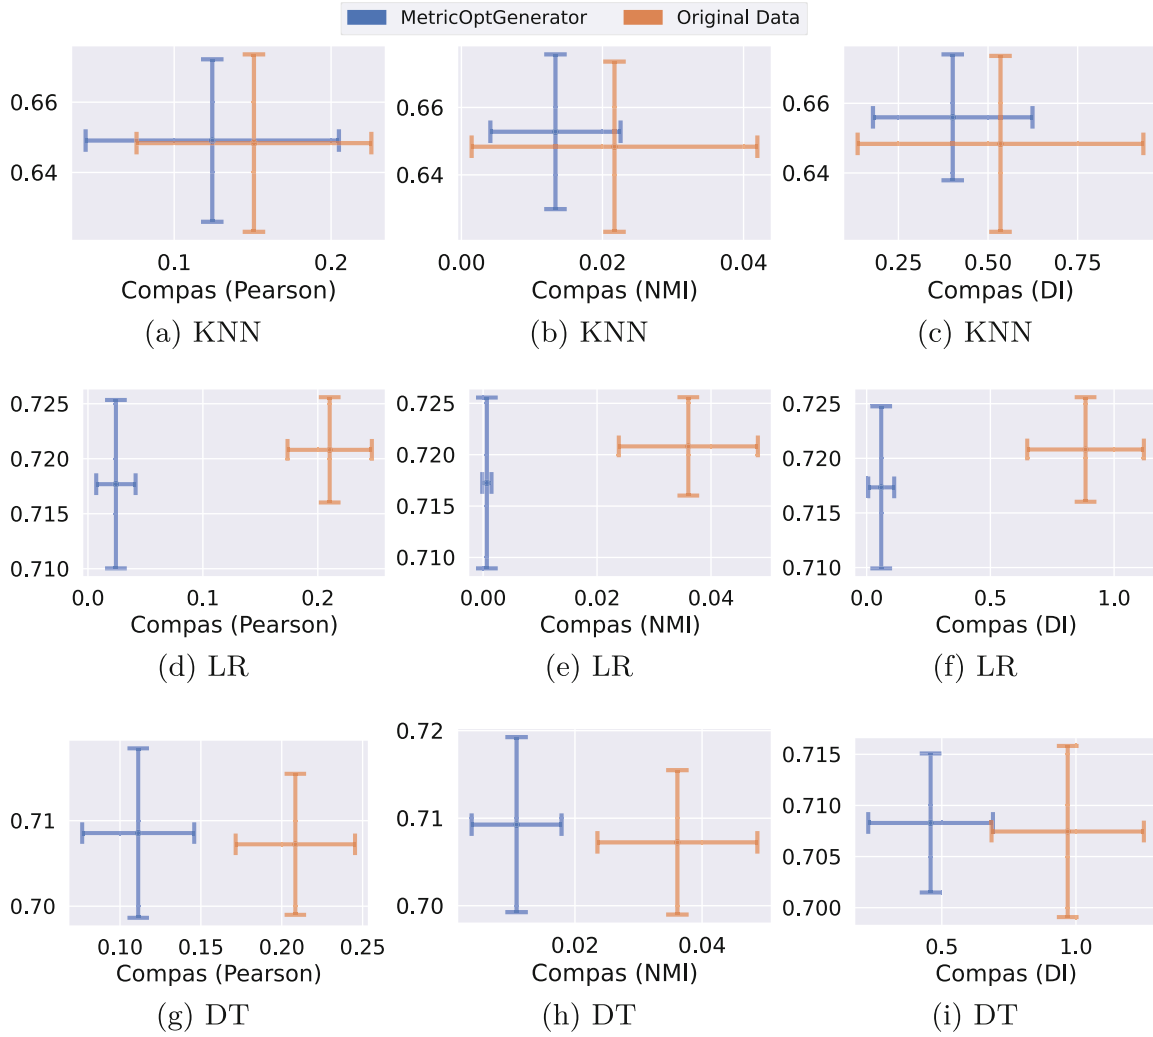 MetricOptGenerator Original Data
0.66
0.64
0.1 0.2
Compas (Pearson)
(a) KNN
0.66
0.64
0.00 0.02 0.04
Compas (NMI)
(b) KNN
0.66
0.64
0.25 0.50 0.75
Compas (DI)
(c) KNN
0.725
0.720
0.715
0.710
0.0 0.1 0.2
Compas (Pearson)
(d) LR
0.725
0.720
0.715
0.710
0.00 0.02 0.04
Compas (NMI)
(e) LR
0.725
0.720
0.715
0.710
0.0 0.5 1.0
Compas (DI)
(f) LR
0.71
0.70
0.10 0.15 0.20 0.25
Compas (Pearson)
(g) DT
0.72
0.71
0.70
0.02 0.04
Compas (NMI)
(h) DT
0.715
0.710
0.705
0.700
0.5 1.0
Compas (DI)
(i) DT